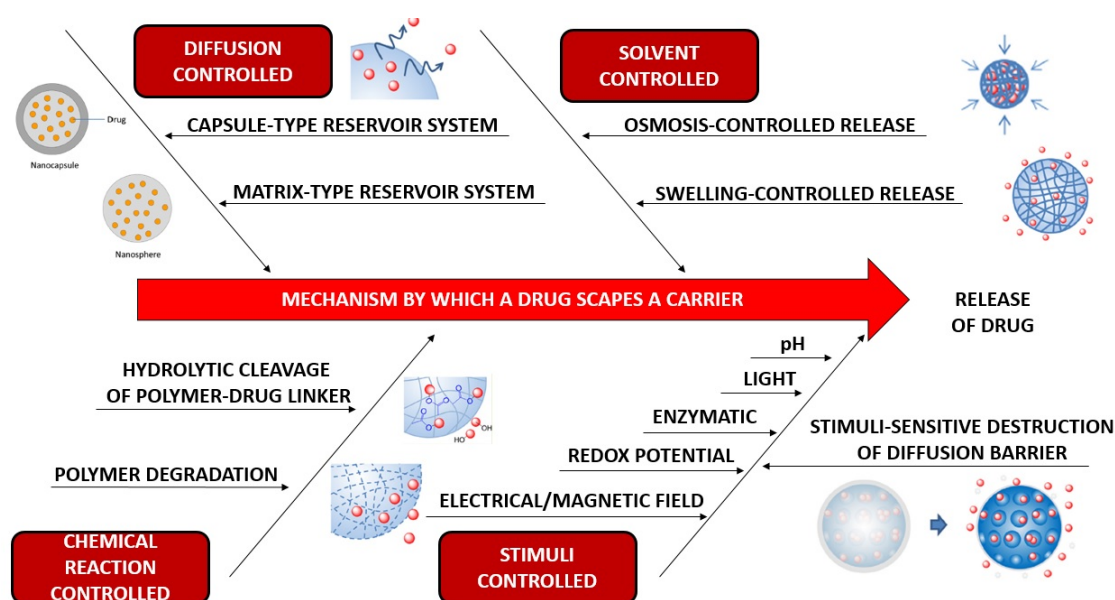 DIFFUSION
CONTROLLED
SOLVENT
CONTROLLED
Drug
Nanocapsule
CAPSULE-TYPE RESERVOIR SYSTEM
OSMOSIS-CONTROLLED RELEASE
MATRIX-TYPE RESERVOIR SYSTEM
SWELLING-CONTROLLED RELEASE
Nanosphere
MECHANISM BY WHICH A DRUG SCAPES A CARRIER
RELEASE
OF DRUG
HYDROLYTIC CLEAVAGE
OF POLYMER-DRUG LINKER
OH
HO
POLYMER DEGRADATION
CHEMICAL
REACTION
CONTROLLED
pH
LIGHT
ENZYMATIC
REDOX POTENTIAL
ELECTRICAL/MAGNETIC FIELD
STIMULI-SENSITIVE DESTRUCTION
OF DIFFUSION BARRIER
STIMULI
CONTROLLED